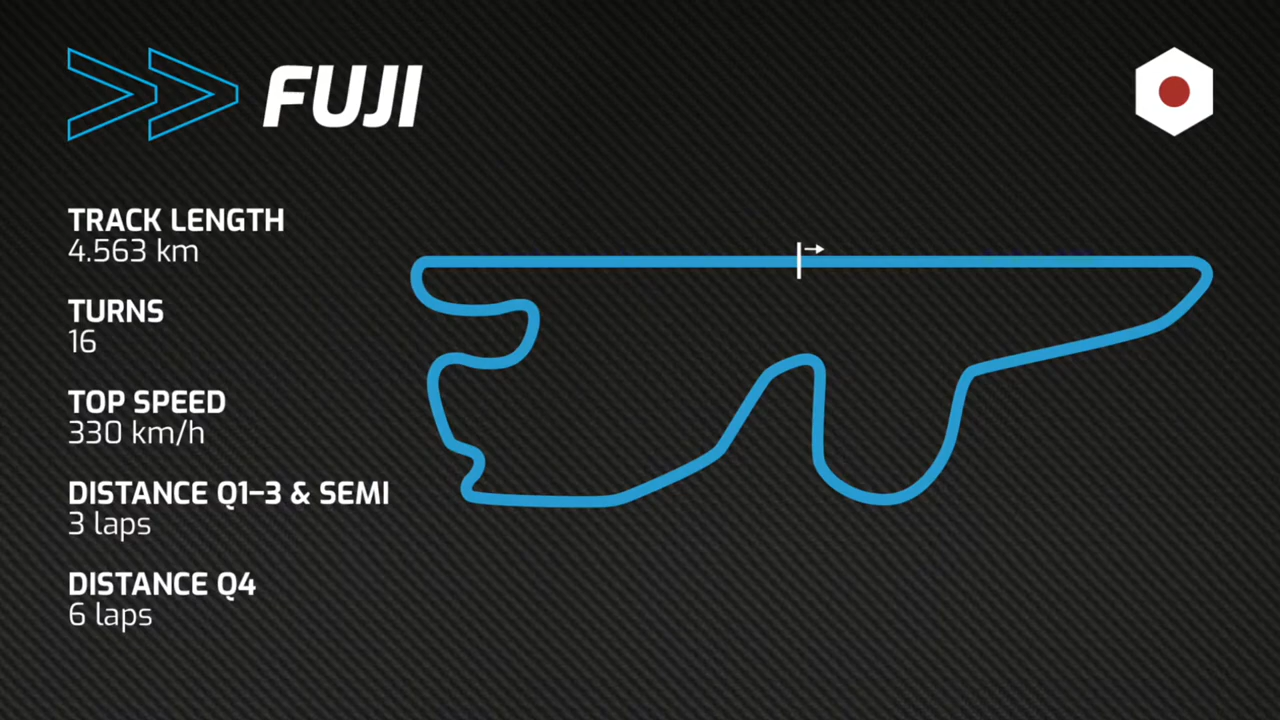 FUJI
TRACK LENGTH
4.563 km
TURNS
16
TOP SPEED
330 km/h
DISTANCE Q1–3 & SEMI
3 laps
DISTANCE Q4
6 laps